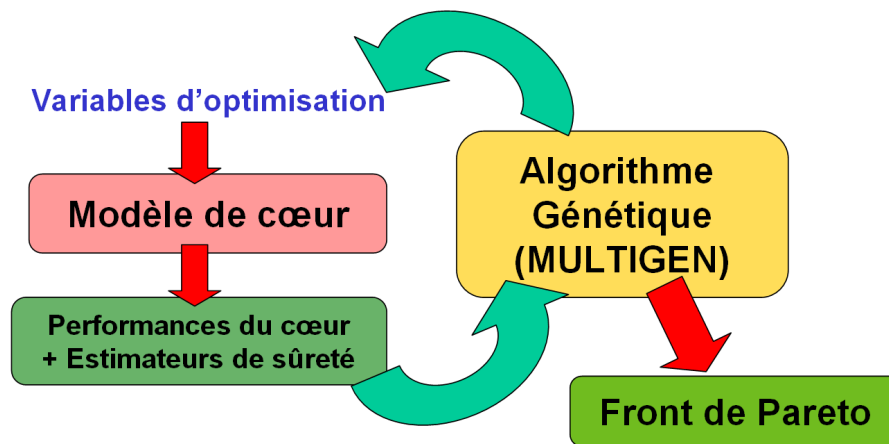 Variables d'optimisation
Modèle de cœur
Performances du cœur
+ Estimateurs de sûreté
Algorithme
Génétique
(MULTIGEN)
Front de Pareto